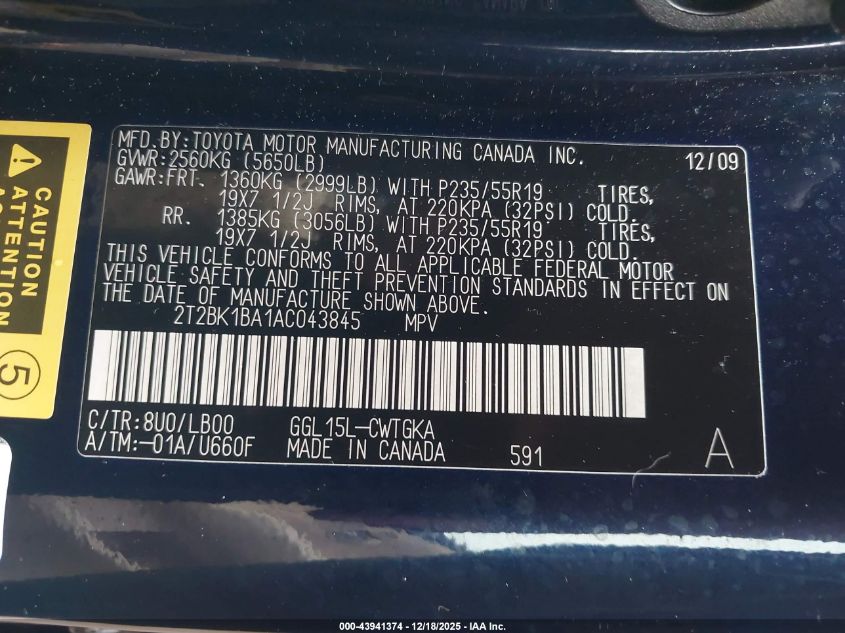 MFD.BY:TOYOTA MOTOR MANUFACTURING CANADA INC. 12/09
GVWR:2560KG (5650LB)
GAWR:FRT. 1360KG (2999LB) WITH P235/55R19 TIRES,
19X7 1/2J RIMS, AT 220KPA (32PSI) COLD.
RR. 1385KG (3056LB) WITH P235/55R19 TIRES,
19X7 1/2J RIMS, AT 220KPA (32PSI) COLD.
THIS VEHICLE CONFORMS TO ALL APPLICABLE FEDERAL MOTOR
VEHICLE SAFETY AND THEFT PREVENTION STANDARDS IN EFFECT ON
THE DATE OF MANUFACTURE SHOWN ABOVE.
2T2BK1BA1AC043845 MPV
C/TR:8U0/LB00 GGL15L-CWTGKA
A/TM:-01A/U660F MADE IN CANADA 591 A
CAUTION
5
000-43941374 - 12/18/2025 - IAA Inc.